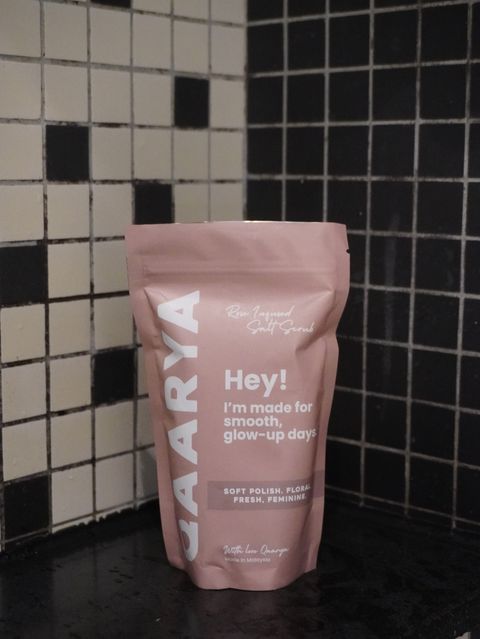 QAARYA
Rose Infused
Salt Scrub
Hey!
I'm made for
smooth,
glow-up days.
SOFT POLISH. FLORAL.
FRESH, FEMININE.
With love Qaarya
Made in Malaysia